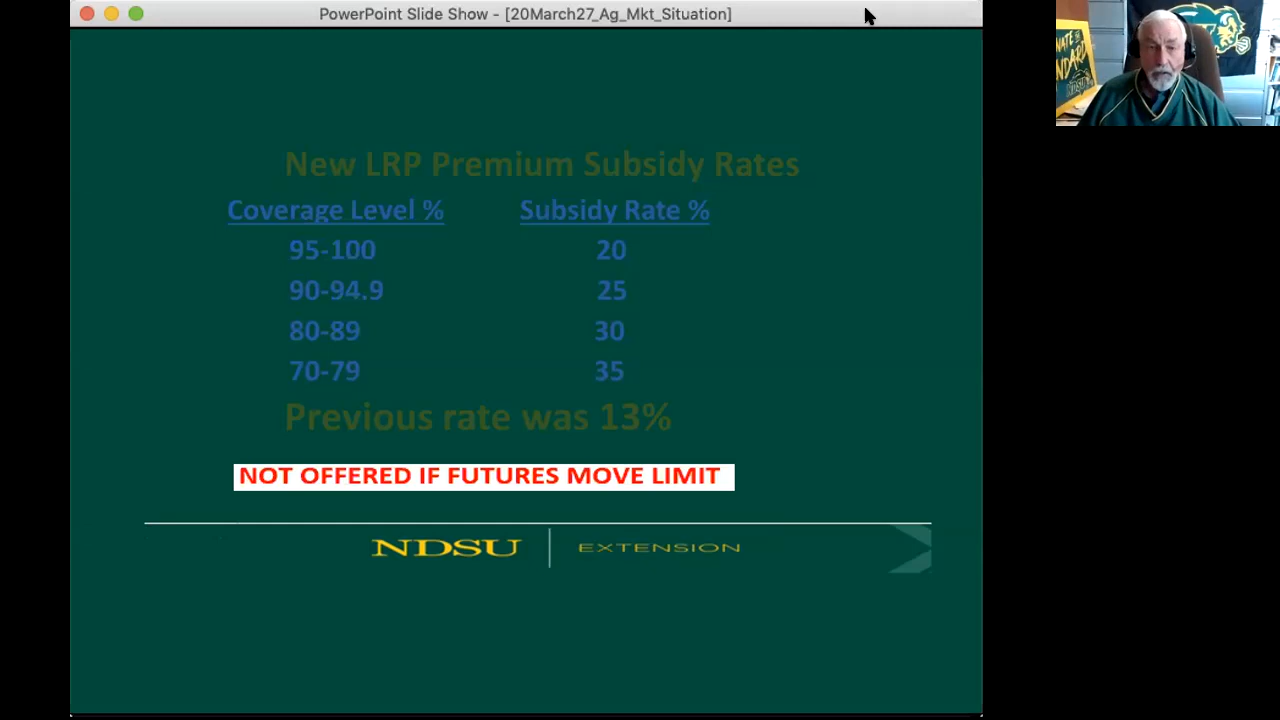 PowerPoint Slide Show - [20March27_Ag_Mkt_Situation]
New LRP Premium Subsidy Rates
Coverage Level % Subsidy Rate %
95-100 20
90-94.9 25
80-89 30
70-79 35
Previous rate was 13%
NOT OFFERED IF FUTURES MOVE LIMIT
NDSU EXTENSION
NDSU